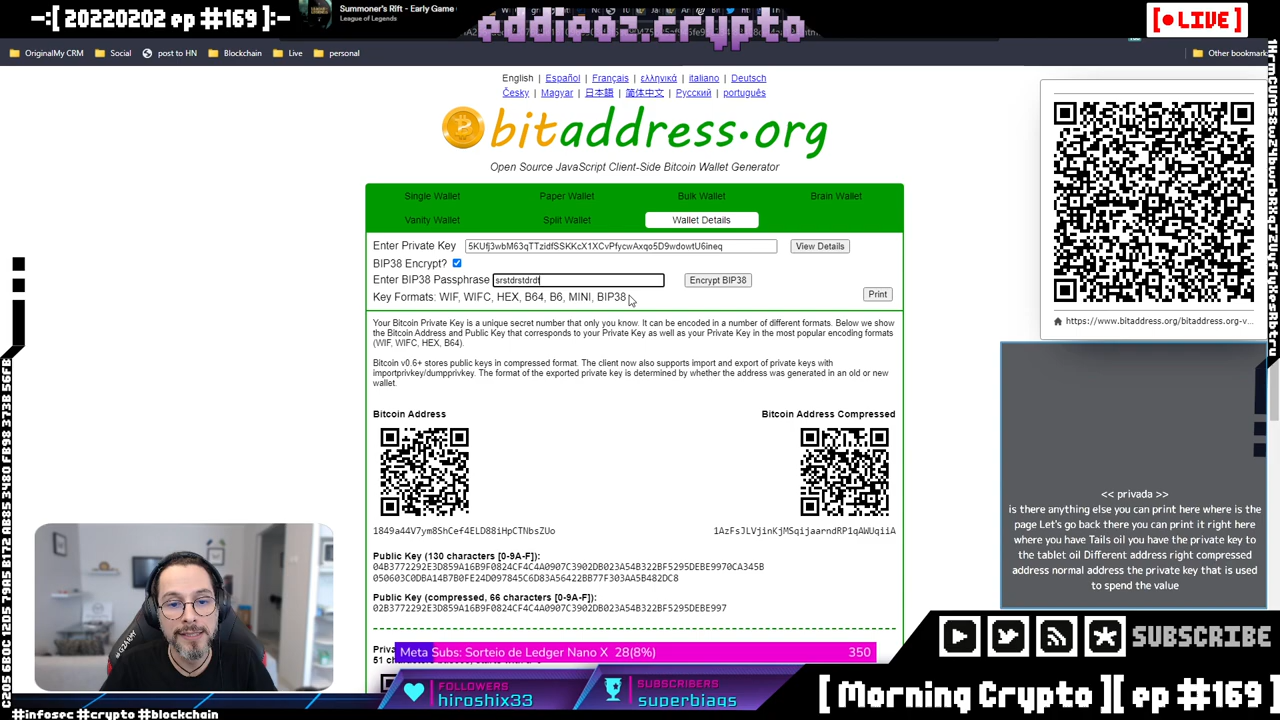 -:[ 20220202 ep #169 ]:-
Summoner's Rift - Early Game
League of Legends
addieoz.crypto
[•LIVE]
OriginalMy CRM
Social
post to HN
Blockchain
Live
personal
Other bookmark
English | Español | Français | ελληνικά | italiano | Deutsch
Česky | Magyar | 日本語 | 简体中文 | Русский | português
bitaddress.org
Open Source JavaScript Client-Side Bitcoin Wallet Generator
Single Wallet
Paper Wallet
Bulk Wallet
Brain Wallet
Vanity Wallet
Split Wallet
Wallet Details
Enter Private Key 5KUfj3wbM63qTTzidfSSKKcX1XCvPfycwAxqo5D9wdowtU6ineq View Details
BIP38 Encrypt?
Enter BIP38 Passphrase srstdrstdrdt Encrypt BIP38
Key Formats: WIF, WIFC, HEX, B64, B6, MINI, BIP38
Print
Your Bitcoin Private Key is a unique secret number that only you know. It can be encoded in a number of different formats. Below we show
the Bitcoin Address and Public Key that corresponds to your Private Key as well as your Private Key in the most popular encoding formats
(WIF, WIFC, HEX, B64).
Bitcoin v0.6+ stores public keys in compressed format. The client now also supports import and export of private keys with
importprivkey/dumpprivkey. The format of the exported private key is determined by whether the address was generated in an old or new
wallet.
Bitcoin Address
Bitcoin Address Compressed
1849a44V7ym8ShCef4ELD88iHpCTNbsZUo
1AzFsJLVjinKjMSqijaarndRP1qAWUqiiA
Public Key (130 characters [0-9A-F]):
04B3772292E3D859A16B9F0824CF4C4A0907C3902DB023A54B322BF5295DEBE9970CA345B
050603C0DBA14B7B0FE24D097845C6D83A56422BB77F303AA5B482DC8
Public Key (compressed, 66 characters [0-9A-F]):
02B3772292E3D859A16B9F0824CF4C4A0907C3902DB023A54B322BF5295DEBE997
https://www.bitaddress.org/bitaddress.org-v...
<< privada >>
is there anything else you can print here where is the
page Let's go back there you can print it right here
where you have Tails oil you have the private key to
the tablet oil Different address right compressed
address normal address the private key that is used
to spend the value
Meta Subs: Sorteio de Ledger Nano X 28(8%) 350
FOLLOWERS
hiroshix33
SUBSCRIBERS
superbiaqs
SUBSCRIBE
[ Morning Crypto ][ ep #169 ]
#infosec #crypto #blockchain